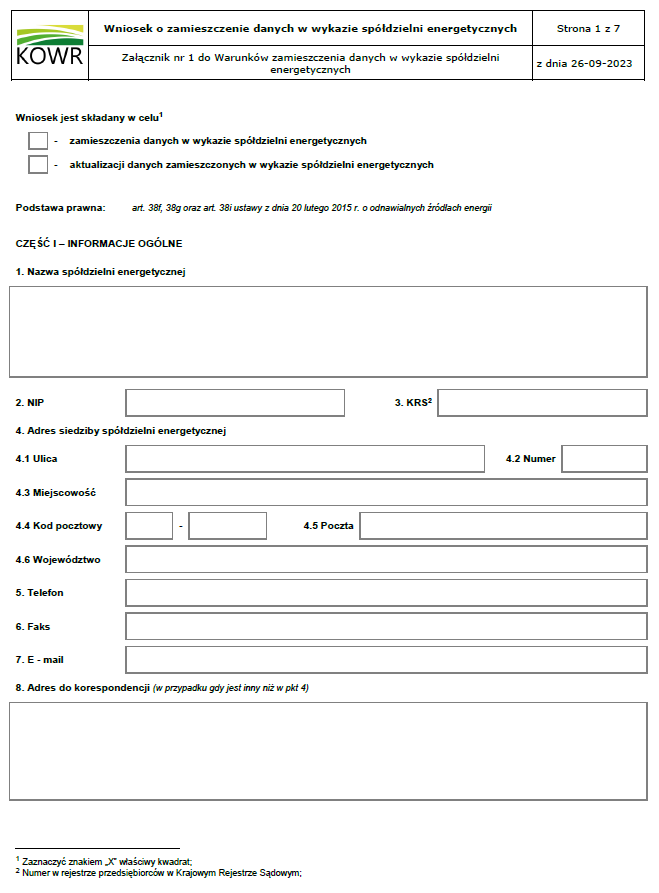 KOWR
Wniosek o zamieszczenie danych w wykazie spółdzielni energetycznych
Strona 1 z 7
Załącznik nr 1 do Warunków zamieszczenia danych w wykazie spółdzielni
energetycznych
z dnia 26-09-2023
Wniosek jest składany w celu¹
- zamieszczenia danych w wykazie spółdzielni energetycznych
- aktualizacji danych zamieszczonych w wykazie spółdzielni energetycznych
Podstawa prawna: art. 38f, 38g oraz art. 38i ustawy z dnia 20 lutego 2015 r. o odnawialnych źródłach energii
CZĘŚĆ I – INFORMACJE OGÓLNE
1. Nazwa spółdzielni energetycznej
2. NIP 3. KRS²
4. Adres siedziby spółdzielni energetycznej
4.1 Ulica 4.2 Numer
4.3 Miejscowość
4.4 Kod pocztowy - 4.5 Poczta
4.6 Województwo
5. Telefon
6. Faks
7. E - mail
8. Adres do korespondencji (w przypadku gdy jest inny niż w pkt 4)
¹ Zaznaczyć znakiem „X" właściwy kwadrat;
² Numer w rejestrze przedsiębiorców w Krajowym Rejestrze Sądowym;